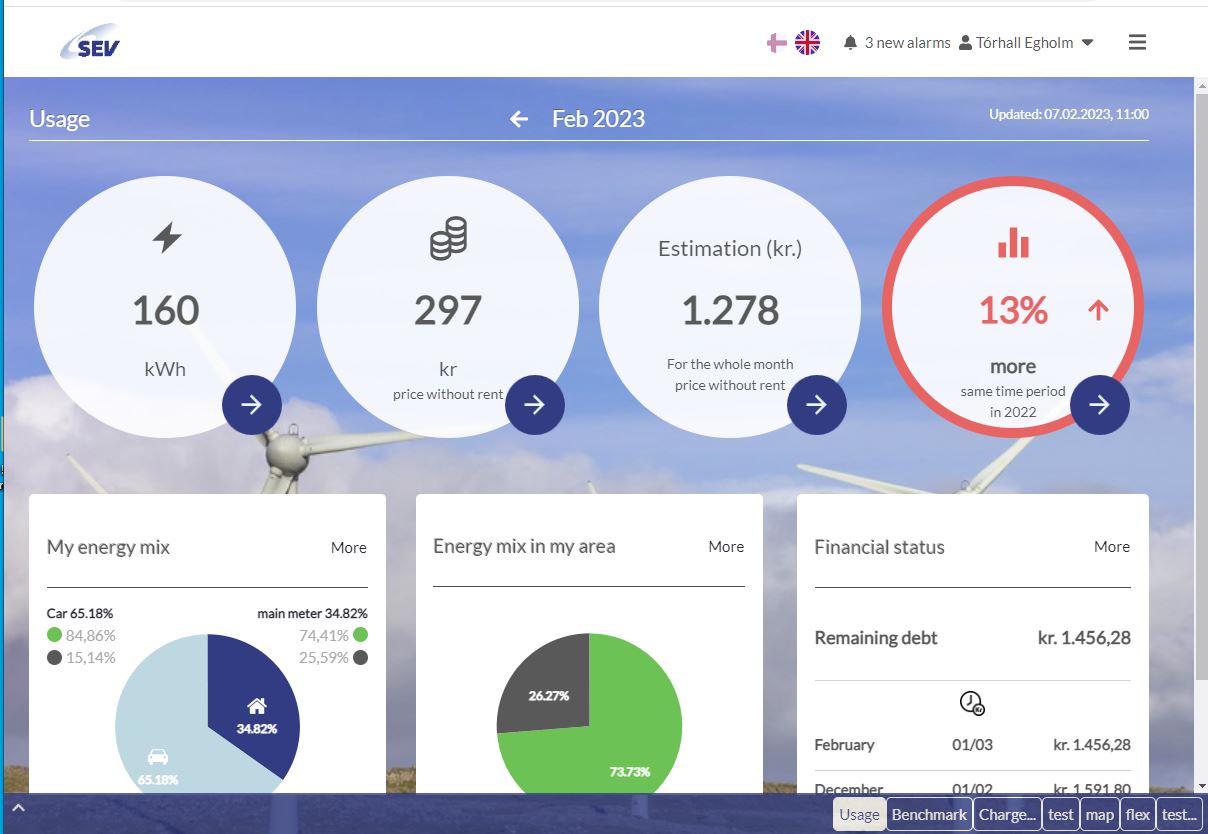 SEV
3 new alarms Tórhall Egholm
Usage
Feb 2023
Updated: 07.02.2023, 11:00
160
kWh
297
kr
price without rent
Estimation (kr.)
1.278
For the whole month
price without rent
13%
more
same time period
in 2022
My energy mix More
Car 65.18% main meter 34.82%
84,86% 74,41%
15,14% 25,59%
34.82%
65.18%
Energy mix in my area More
26.27%
73.73%
Financial status More
Remaining debt kr. 1.456,28
Kr
February 01/03 kr. 1.456,28
December 01/02 kr. 1.591,80
Usage Benchmark Charge... test map flex test...